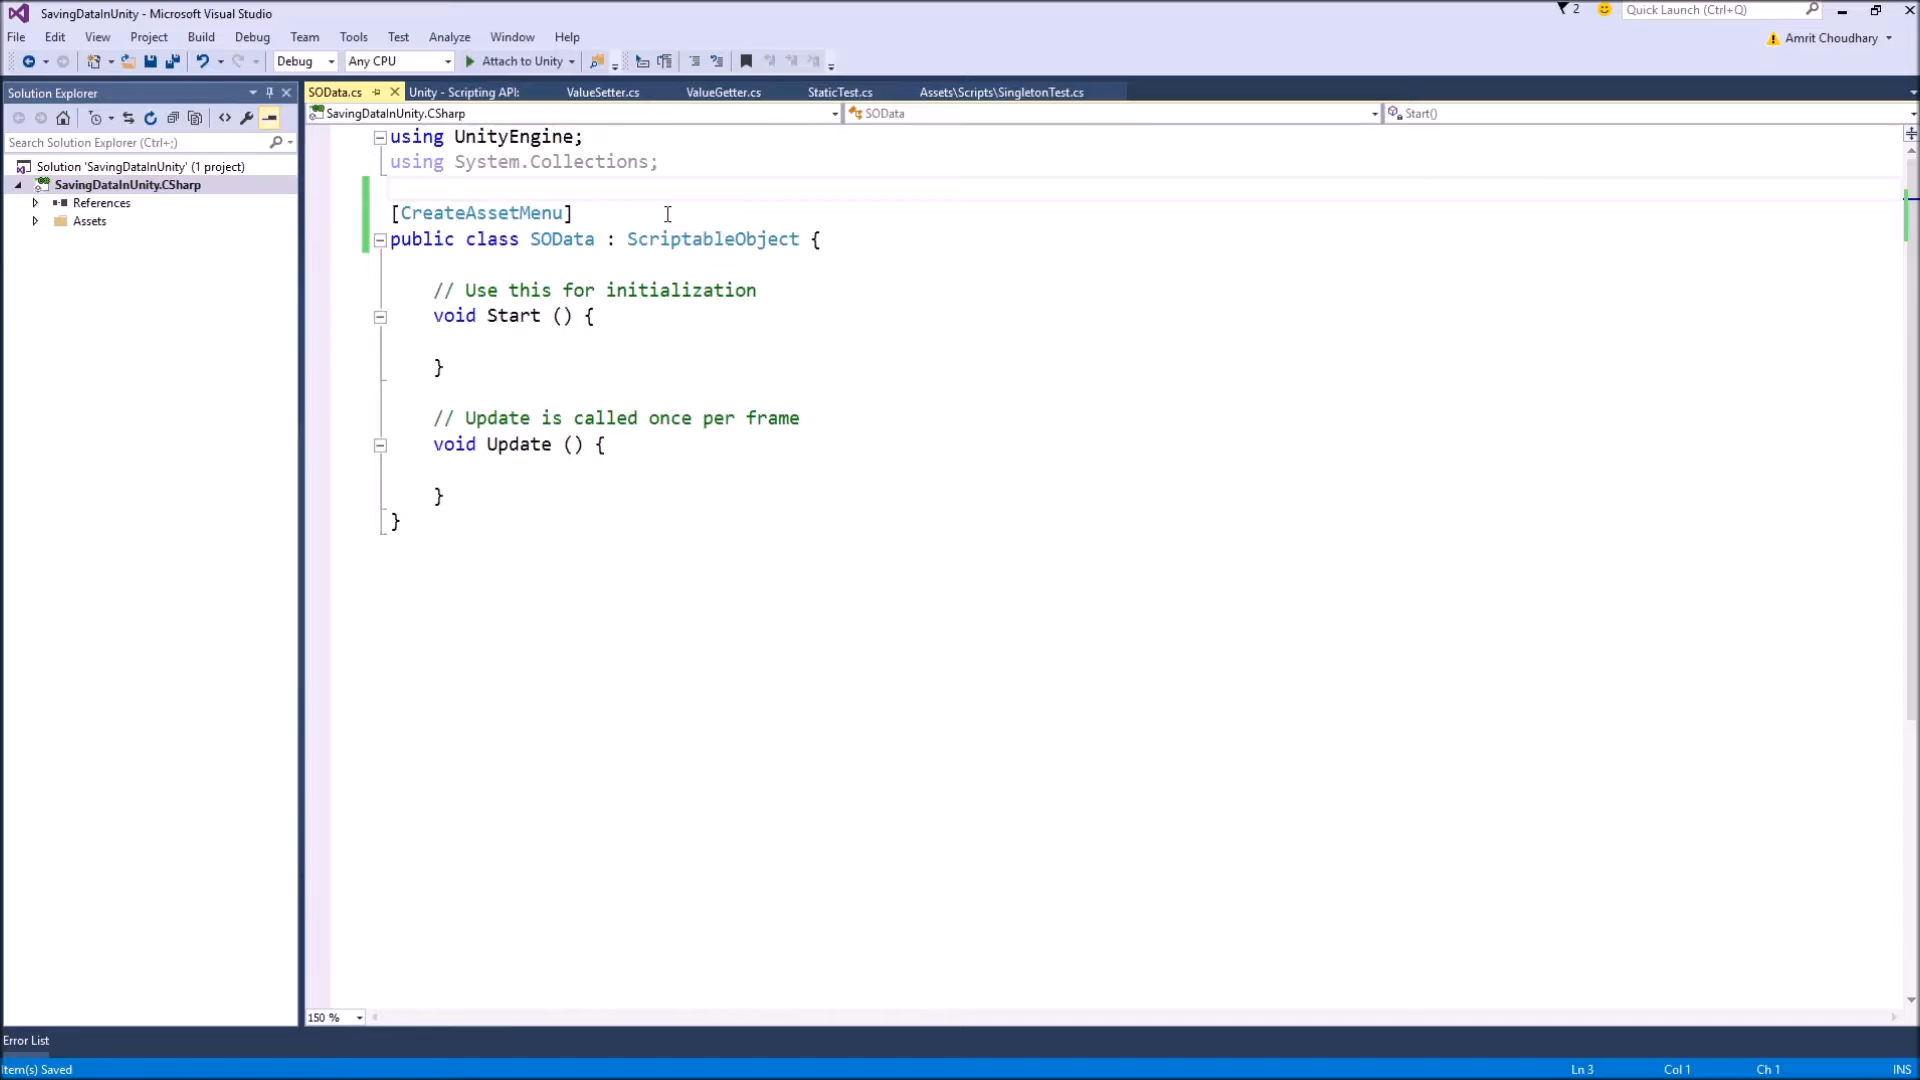 SavingDataInUnity - Microsoft Visual Studio
2
Quick Launch (Ctrl+Q)
File Edit View Project Build Debug Team Tools Test Analyze Window Help
Amrit Choudhary
Debug Any CPU Attach to Unity
Solution Explorer
SOData.cs Unity - Scripting API: ValueSetter.cs ValueGetter.cs StaticTest.cs Assets\Scripts\SingletonTest.cs
SavingDataInUnity.CSharp SOData Start()
Search Solution Explorer (Ctrl+;)
Solution 'SavingDataInUnity' (1 project)
SavingDataInUnity.CSharp
References
Assets
using UnityEngine;
using System.Collections;
[CreateAssetMenu]
public class SOData : ScriptableObject {
// Use this for initialization
void Start () {
}
// Update is called once per frame
void Update () {
}
}
150 %
Error List
Item(s) Saved
Ln 3 Col 1 Ch 1 INS